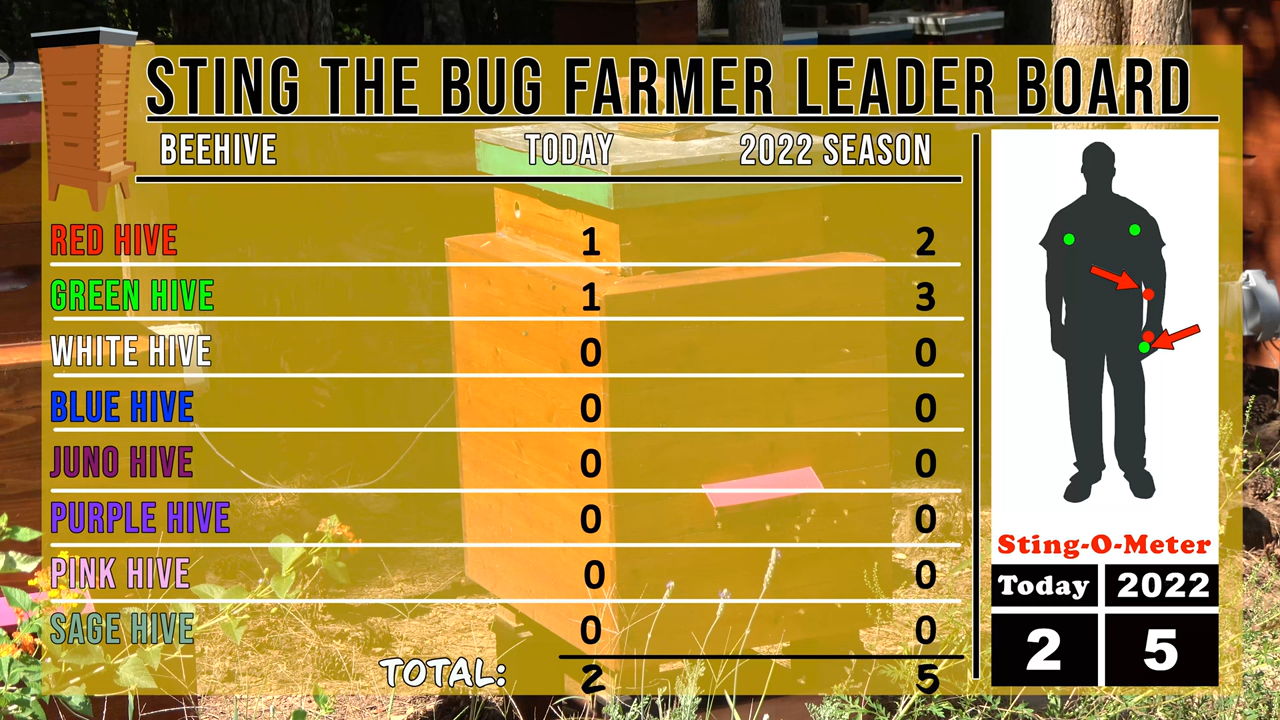 STING THE BUG FARMER LEADER BOARD
BEEHIVE TODAY 2022 SEASON
RED HIVE 1 2
GREEN HIVE 1 3
WHITE HIVE 0 0
BLUE HIVE 0 0
JUNO HIVE 0 0
PURPLE HIVE 0 0
PINK HIVE 0 0
SAGE HIVE 0 0
TOTAL: 2 5
Sting-O-Meter
Today 2022
2 5